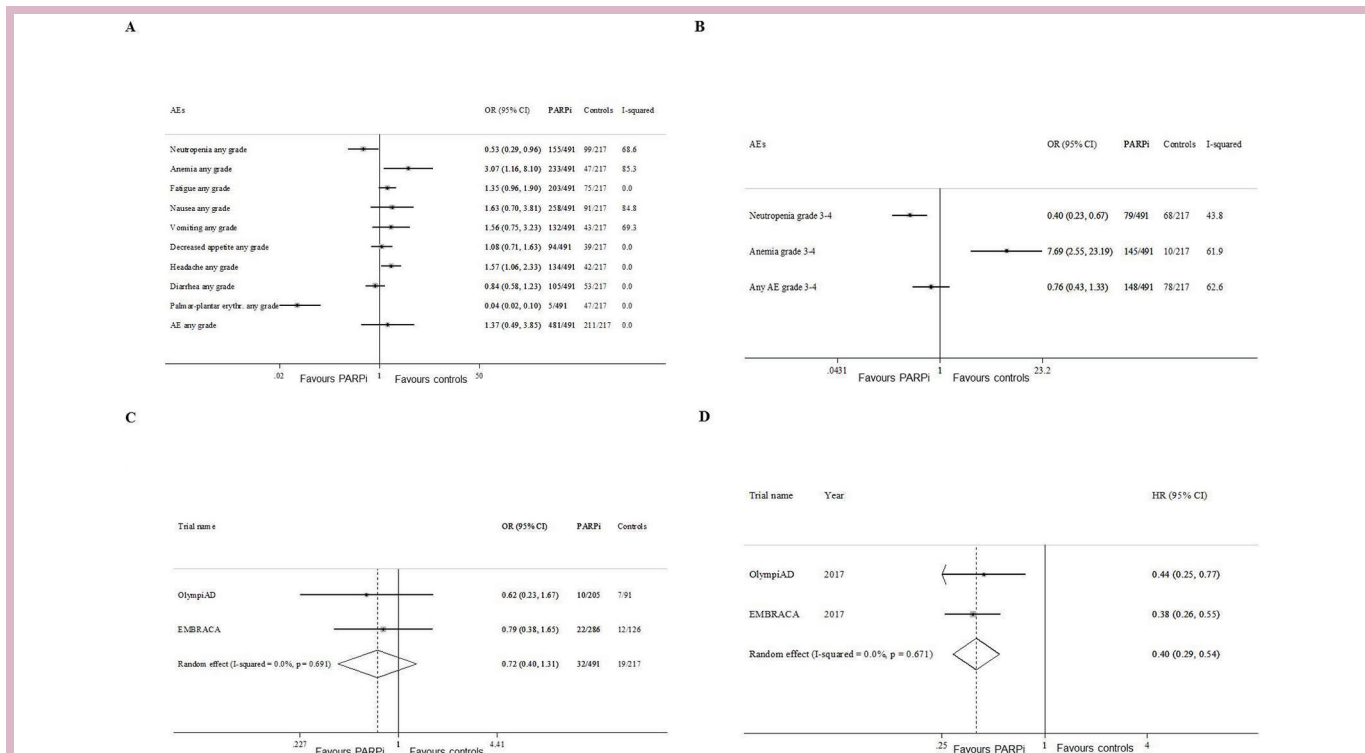 A
AEs OR (95% CI) PARPi Controls I-squared
Neutropenia any grade 0.53 (0.29, 0.96) 155/491 99/217 68.6
Anemia any grade 3.07 (1.16, 8.10) 233/491 47/217 85.3
Fatigue any grade 1.35 (0.96, 1.90) 203/491 75/217 0.0
Nausea any grade 1.63 (0.70, 3.81) 258/491 91/217 84.8
Vomiting any grade 1.56 (0.75, 3.23) 132/491 43/217 69.3
Decreased appetite any grade 1.08 (0.71, 1.63) 94/491 39/217 0.0
Headache any grade 1.57 (1.06, 2.33) 134/491 42/217 0.0
Diarrhea any grade 0.84 (0.58, 1.23) 105/491 53/217 0.0
Palmar-plantar erythr. any grade 0.04 (0.02, 0.10) 5/491 47/217 0.0
AE any grade 1.37 (0.49, 3.85) 481/491 211/217 0.0
.02 1 50
Favours PARPi Favours controls
B
AEs OR (95% CI) PARPi Controls I-squared
Neutropenia grade 3-4 0.40 (0.23, 0.67) 79/491 68/217 43.8
Anemia grade 3-4 7.69 (2.55, 23.19) 145/491 10/217 61.9
Any AE grade 3-4 0.76 (0.43, 1.33) 148/491 78/217 62.6
.0431 1 23.2
Favours PARPi Favours controls
C
Trial name OR (95% CI) PARPi Controls
OlympiAD 0.62 (0.23, 1.67) 10/205 7/91
EMBRACA 0.79 (0.38, 1.65) 22/286 12/126
Random effect (I-squared = 0.0%, p = 0.691) 0.72 (0.40, 1.31) 32/491 19/217
.227 1 4.41
Favours PARPi Favours controls
D
Trial name Year HR (95% CI)
OlympiAD 2017 0.44 (0.25, 0.77)
EMBRACA 2017 0.38 (0.26, 0.55)
Random effect (I-squared = 0.0%, p = 0.671) 0.40 (0.29, 0.54)
.25 1 4
Favours PARPi Favours controls